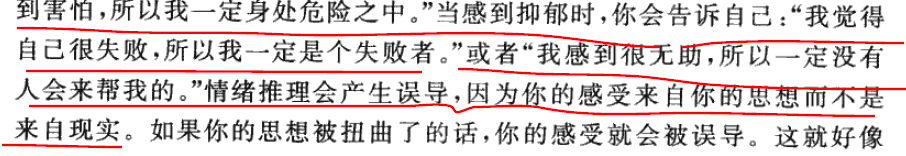 到害怕,所以我一定身处危险之中。”当感到抑郁时,你会告诉自己:“我觉得
自己很失败,所以我一定是个失败者。”或者“我感到很无助,所以一定没有
人会来帮我的。”情绪推理会产生误导,因为你的感受来自你的思想而不是
来自现实。如果你的思想被扭曲了的话,你的感受就会被误导。这就好像